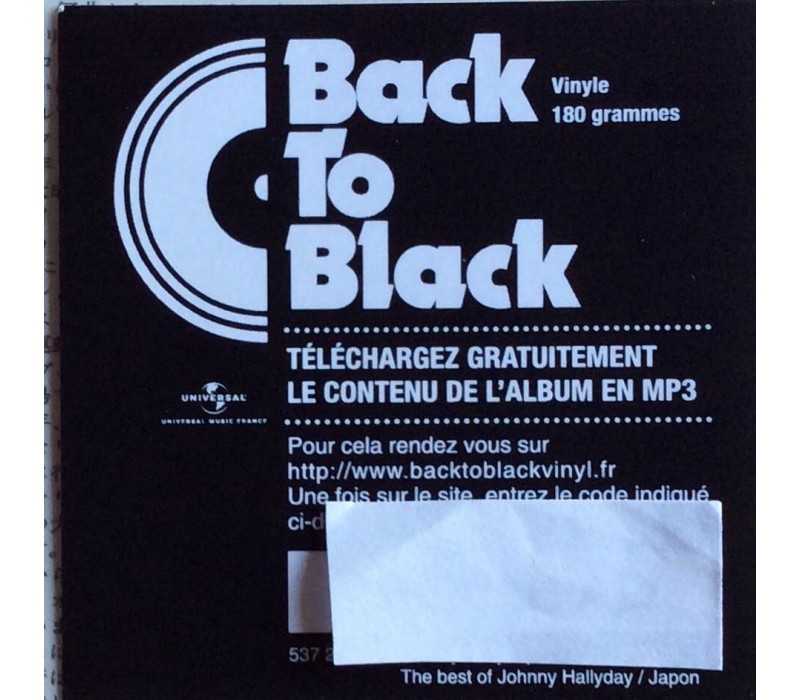 Back
To
Black
Vinyle
180 grammes
TÉLÉCHARGEZ GRATUITEMENT
LE CONTENU DE L'ALBUM EN MP3
UNIVERSAL
UNIVERSAL MUSIC FRANCE
Pour cela rendez vous sur
http://www.backtoblackvinyl.fr
Une fois sur le site, entrez le code indiqué
537
The best of Johnny Hallyday / Japon